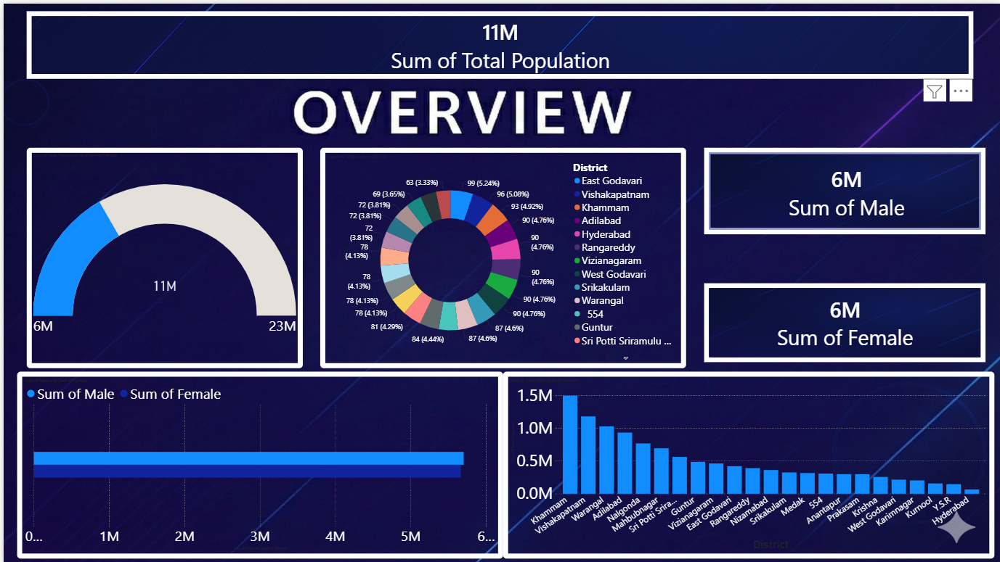 11M
Sum of Total Population
OVERVIEW
11M
6M
23M
63 (3.33%)
69 (3.65%)
72 (3.81%)
72 (3.81%)
72
(3.81%)
78
(4.13%)
78
(4.13%)
78 (4.13%)
78 (4.13%)
81 (4.29%)
84 (4.44%)
99 (5.24%)
96 (5.08%)
93 (4.92%)
90 (4.76%)
90
(4.76%)
90
(4.76%)
90 (4.76%)
90 (4.76%)
87 (4.6%)
87 (4.6%)
District
East Godavari
Vishakapatnam
Khammam
Adilabad
Hyderabad
Rangareddy
Vizianagaram
West Godavari
Srikakulam
Warangal
554
Guntur
Sri Potti Sriramulu ...
6M
Sum of Male
6M
Sum of Female
Sum of Male
Sum of Female
0...
1M
2M
3M
4M
5M
6...
1.5M
1.0M
0.5M
0.0M
Khammam
Vishakapatnam
Warangal
Adilabad
Nalgonda
Mahbubnagar
Sri Potti Srira...
Guntur
Vizianagaram
East Godavari
Rangareddy
Nizamabad
Srikakulam
Medak
554
Anantapur
Prakasam
Krishna
West Godavari
Karimnagar
Kurnool
Y.S.R
Hyderabad
District